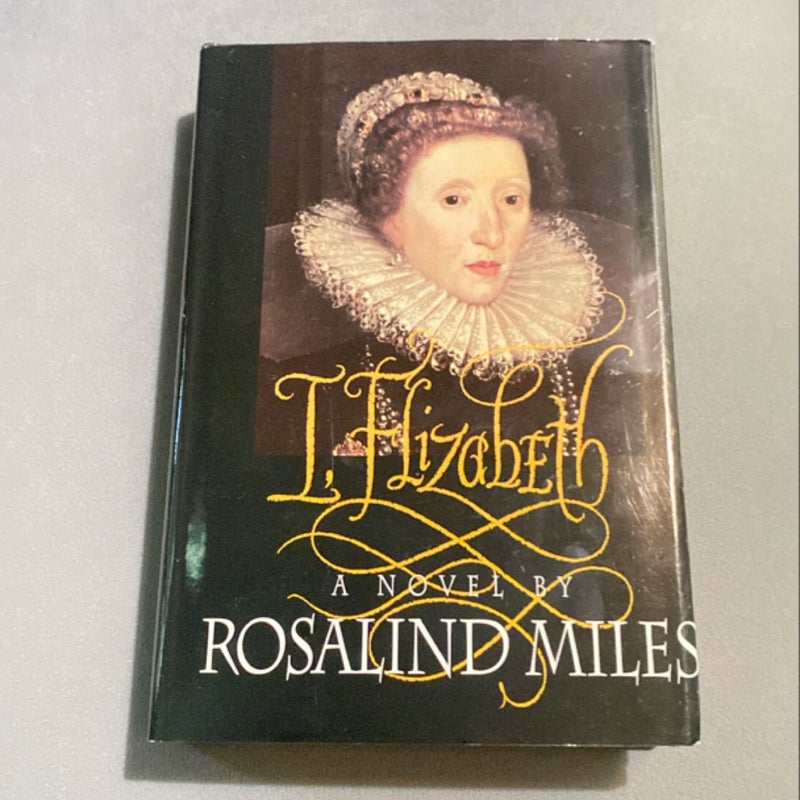 I, Elizabeth
A NOVEL BY
ROSALIND MILES